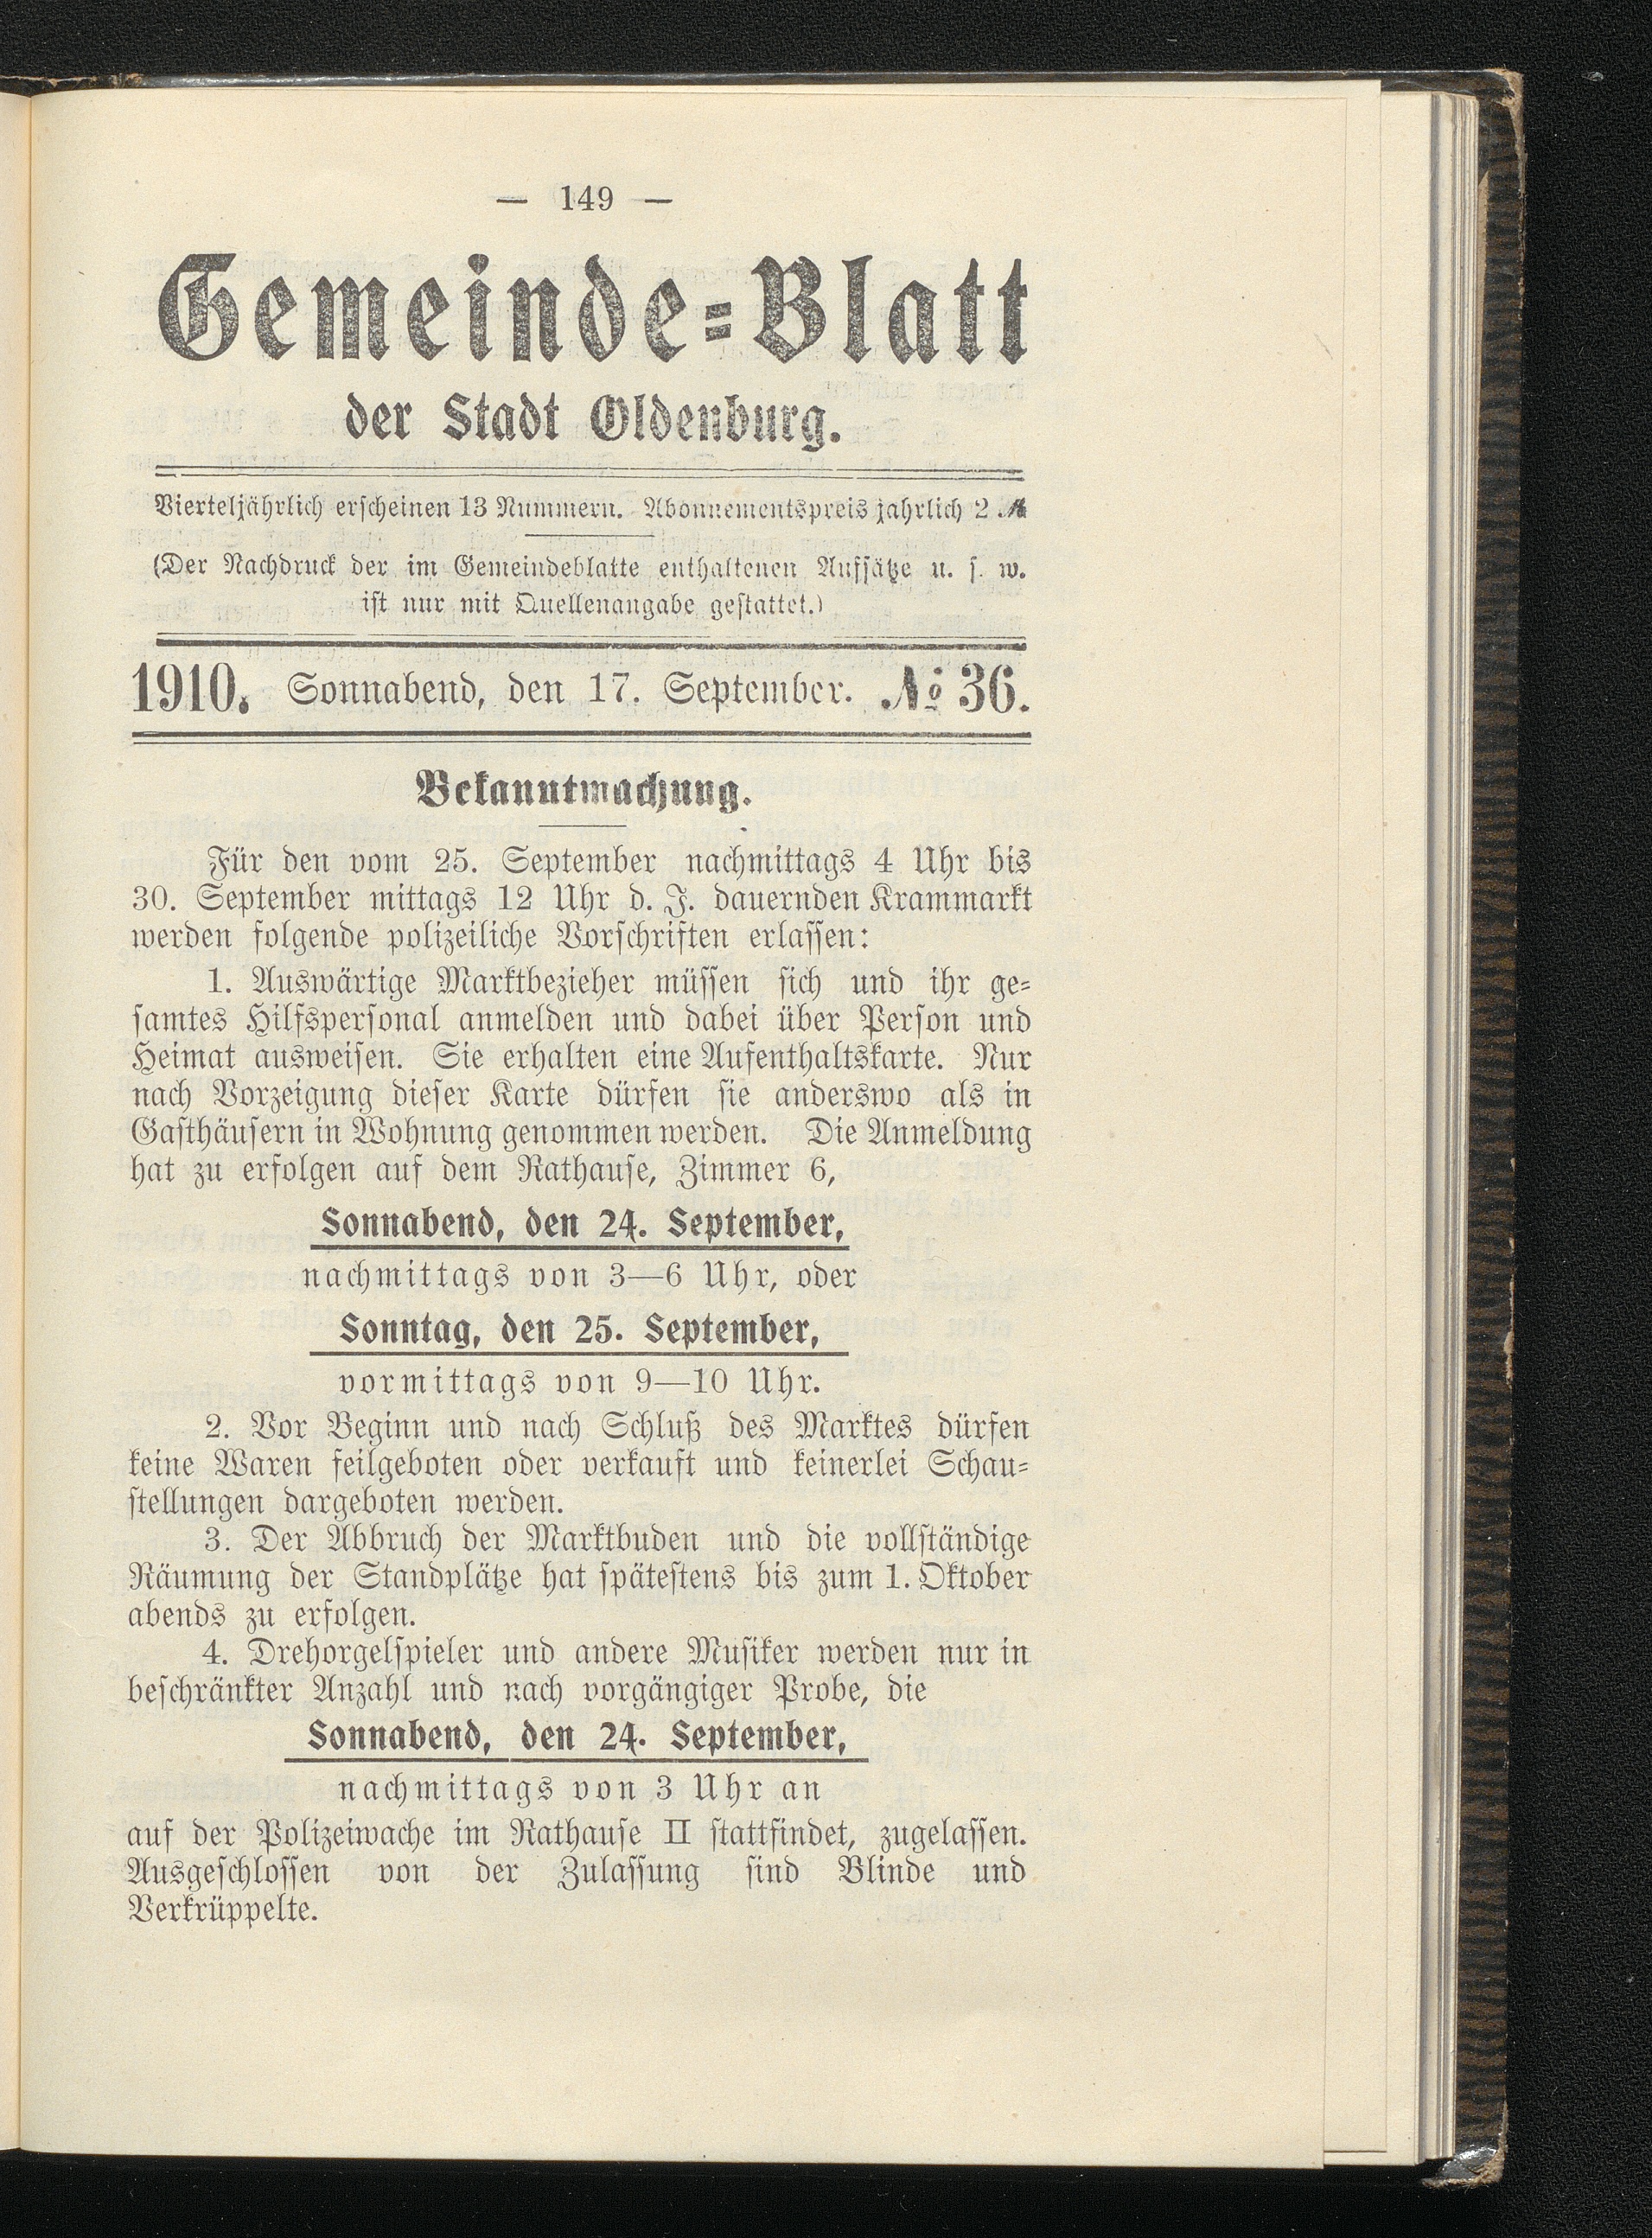 — 149 —
Gemeinde=Blatt
der Stadt Oldenburg.
Vierteljährlich erscheinen 13 Nummern. Abonnementspreis jahrlich 2 ℳ
(Der Nachdruck der im Gemeindeblatte enthaltenen Aufsätze u. s. w.
ist nur mit Quellenangabe gestattet.)
1910. Sonnabend, den 17. September. № 36.
Bekanntmachung.
Für den vom 25. September nachmittags 4 Uhr bis
30. September mittags 12 Uhr d. J. dauernden Krammarkt
werden folgende polizeiliche Vorschriften erlassen:
1. Auswärtige Marktbezieher müssen sich und ihr ge=
samtes Hilfspersonal anmelden und dabei über Person und
Heimat ausweisen. Sie erhalten eine Aufenthaltskarte. Nur
nach Vorzeigung dieser Karte dürfen sie anderswo als in
Gasthäusern in Wohnung genommen werden. Die Anmeldung
hat zu erfolgen auf dem Rathause, Zimmer 6,
Sonnabend, den 24. September,
nachmittags von 3—6 Uhr, oder
Sonntag, den 25. September,
vormittags von 9—10 Uhr.
2. Vor Beginn und nach Schluß des Marktes dürfen
keine Waren feilgeboten oder verkauft und keinerlei Schau=
stellungen dargeboten werden.
3. Der Abbruch der Marktbuden und die vollständige
Räumung der Standplätze hat spätestens bis zum 1. Oktober
abends zu erfolgen.
4. Drehorgelspieler und andere Musiker werden nur in
beschränkter Anzahl und nach vorgängiger Probe, die
Sonnabend, den 24. September,
nachmittags von 3 Uhr an
auf der Polizeiwache im Rathause II stattfindet, zugelassen.
Ausgeschlossen von der Zulassung sind Blinde und
Verkrüppelte.